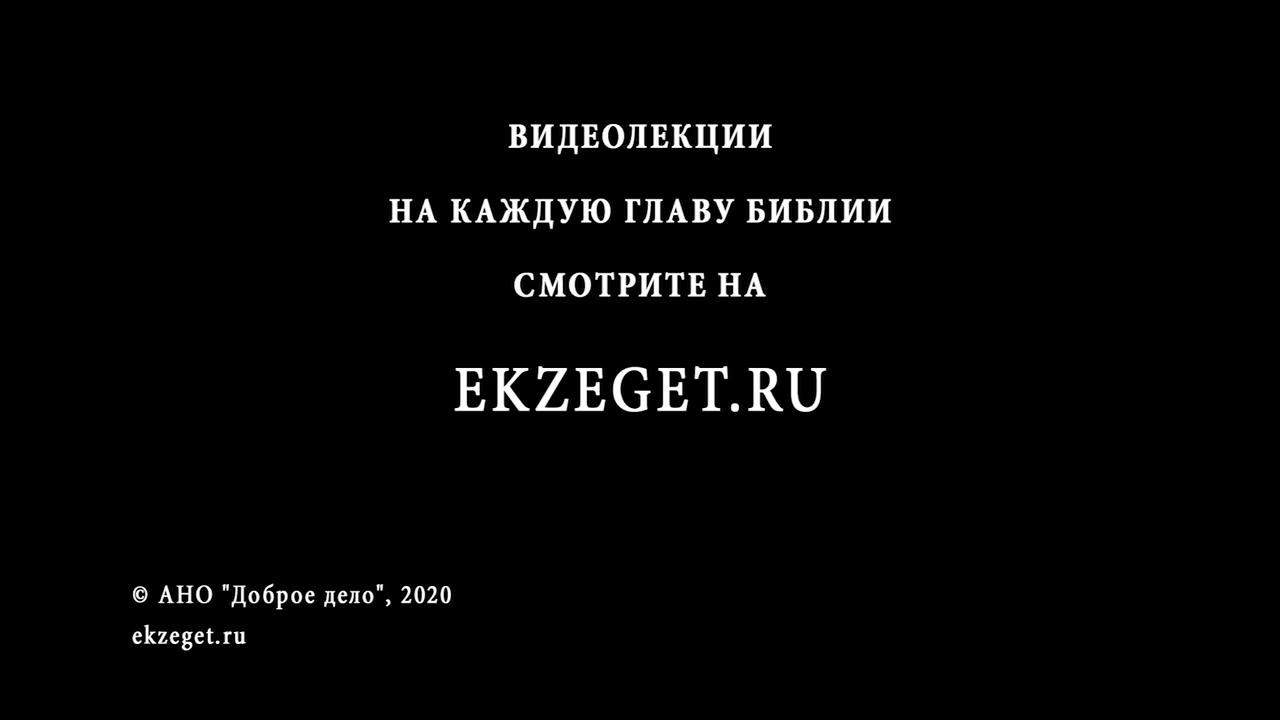 ВИДЕОЛЕКЦИИ
НА КАЖДУЮ ГЛАВУ БИБЛИИ
СМОТРИТЕ НА
EKZEGET.RU
© АНО "Доброе дело", 2020
ekzeget.ru